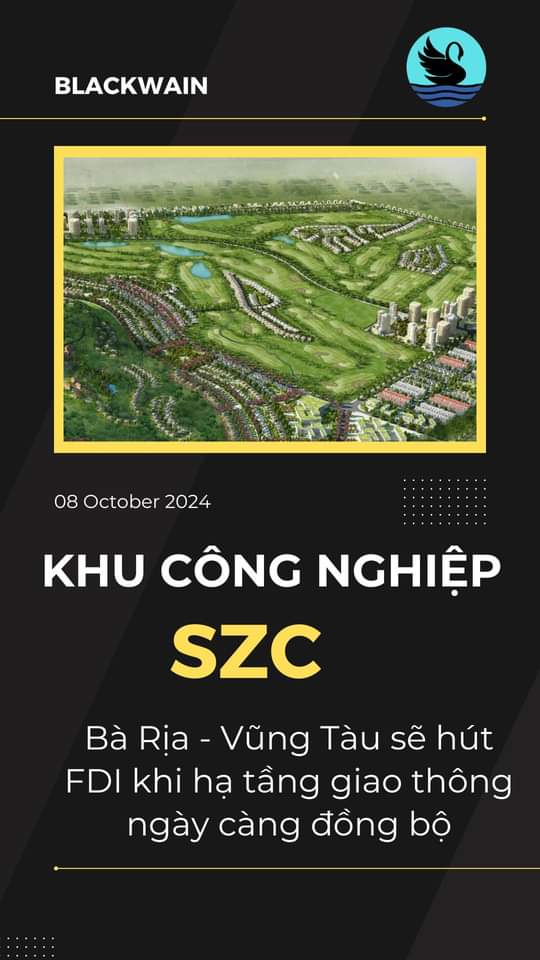 BLACKWAIN
08 October 2024
KHU CÔNG NGHIỆP
SZC
Bà Rịa - Vũng Tàu sẽ hút
FDI khi hạ tầng giao thông
ngày càng đồng bộ